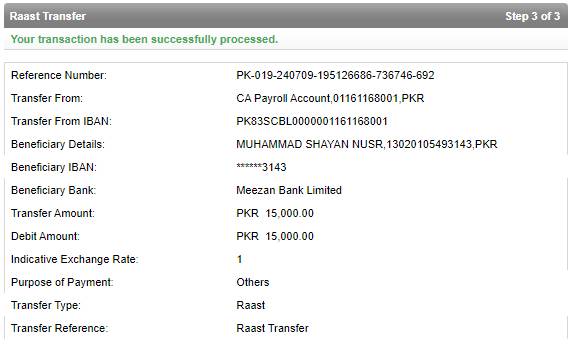 Raast Transfer Step 3 of 3
Your transaction has been successfully processed.
Reference Number: PK-019-240709-195126686-736746-692
Transfer From: CA Payroll Account,01161168001,PKR
Transfer From IBAN: PK83SCBL0000001161168001
Beneficiary Details: MUHAMMAD SHAYAN NUSR,13020105493143,PKR
Beneficiary IBAN: ******3143
Beneficiary Bank: Meezan Bank Limited
Transfer Amount: PKR 15,000.00
Debit Amount: PKR 15,000.00
Indicative Exchange Rate: 1
Purpose of Payment: Others
Transfer Type: Raast
Transfer Reference: Raast Transfer